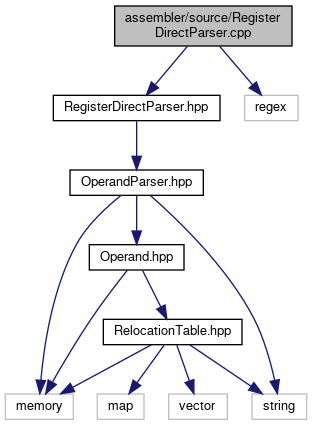 assembler/source/Register
DirectParser.cpp
RegisterDirectParser.hpp
regex
OperandParser.hpp
Operand.hpp
RelocationTable.hpp
memory
map
vector
string